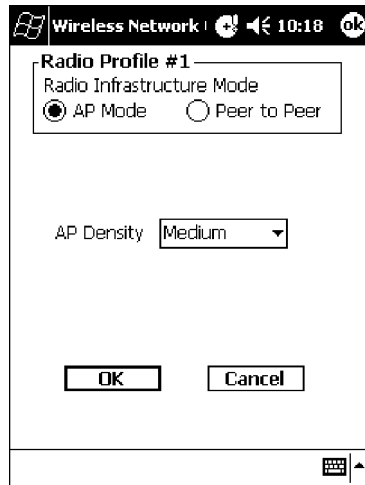 Wireless Network 10:18 ok
Radio Profile #1
Radio Infrastructure Mode
AP Mode Peer to Peer
AP Density Medium
OK Cancel